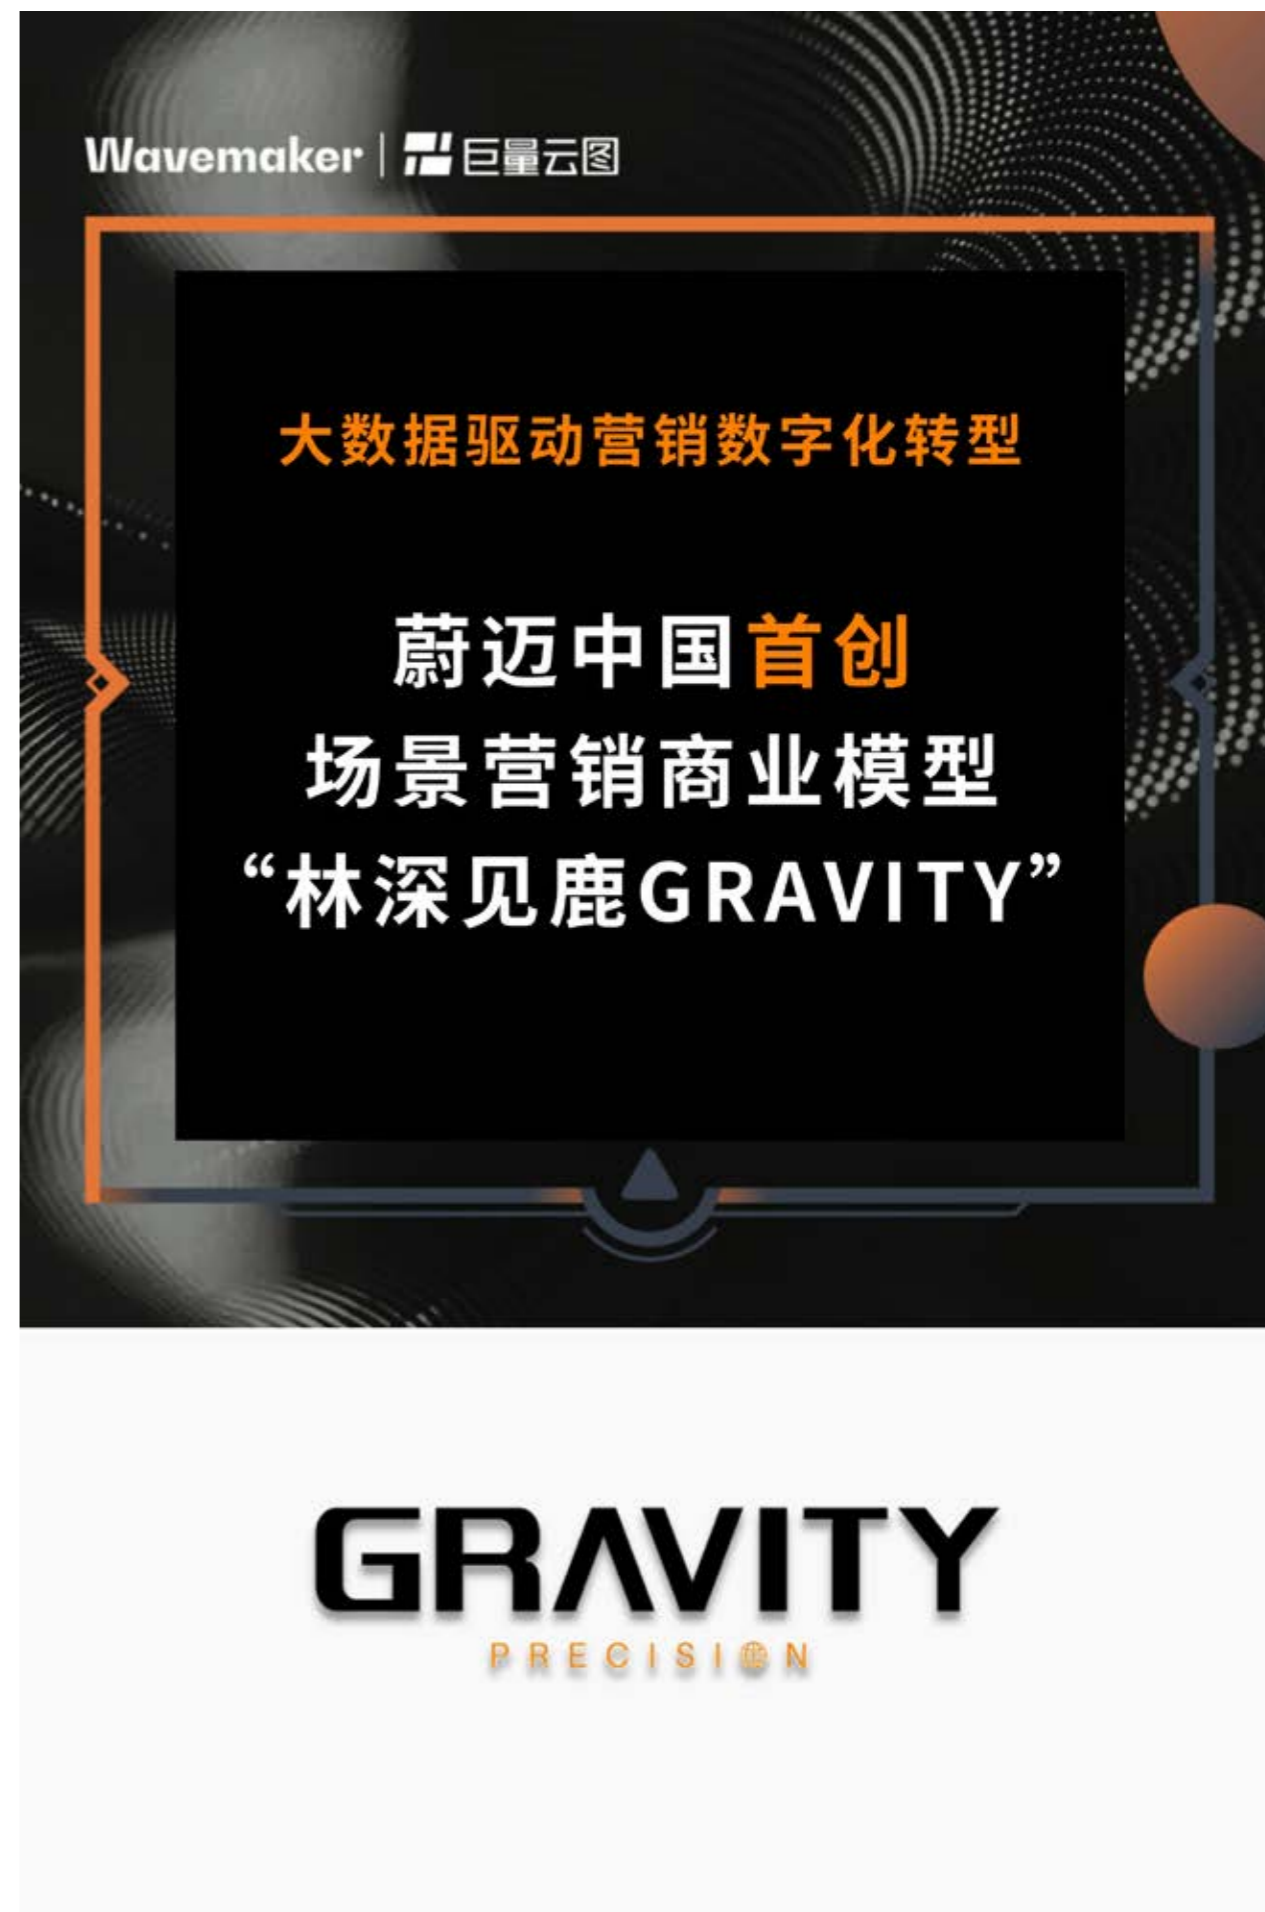 Wavemaker | 巨量云图
大数据驱动营销数字化转型
蔚迈中国首创
场景营销商业模型
“林深见鹿GRAVITY”
GRAVITY
PRECISION